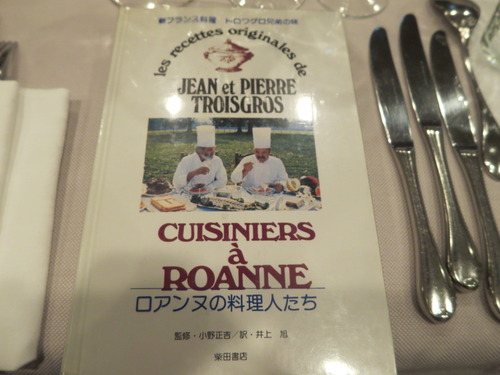 新フランス料理 トロワグロ兄弟の味
les recettes originales de
JEAN et PIERRE
TROISGROS
CUISINIERS
à
ROANNE
ロアンヌの料理人たち
監修・小野正吉/訳・井上 旭
柴田書店